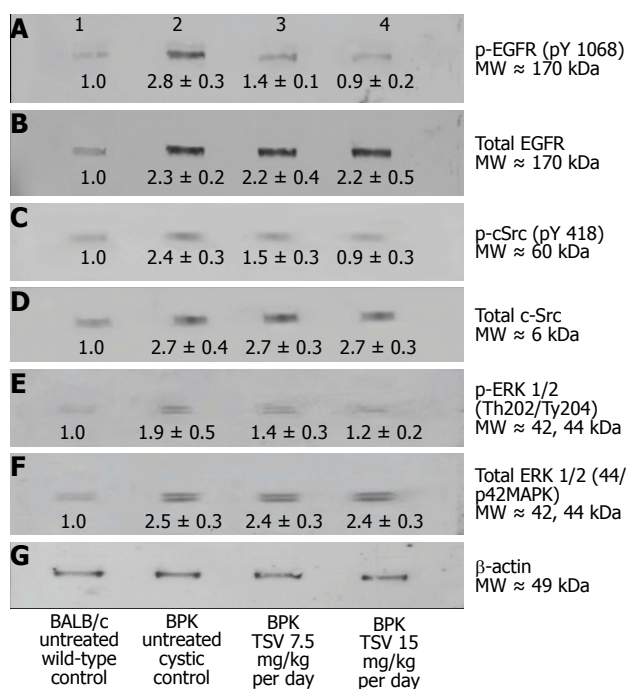 A
1 2 3 4
1.0 2.8 ± 0.3 1.4 ± 0.1 0.9 ± 0.2
p-EGFR (pY 1068)
MW ≈ 170 kDa
B
1.0 2.3 ± 0.2 2.2 ± 0.4 2.2 ± 0.5
Total EGFR
MW ≈ 170 kDa
C
1.0 2.4 ± 0.3 1.5 ± 0.3 0.9 ± 0.3
p-cSrc (pY 418)
MW ≈ 60 kDa
D
1.0 2.7 ± 0.4 2.7 ± 0.3 2.7 ± 0.3
Total c-Src
MW ≈ 6 kDa
E
1.0 1.9 ± 0.5 1.4 ± 0.3 1.2 ± 0.2
p-ERK 1/2
(Th202/Ty204)
MW ≈ 42, 44 kDa
F
1.0 2.5 ± 0.3 2.4 ± 0.3 2.4 ± 0.3
Total ERK 1/2 (44/
p42MAPK)
MW ≈ 42, 44 kDa
G
β-actin
MW ≈ 49 kDa
BALB/c
untreated
wild-type
control
BPK
untreated
cystic
control
BPK
TSV 7.5
mg/kg
per day
BPK
TSV 15
mg/kg
per day